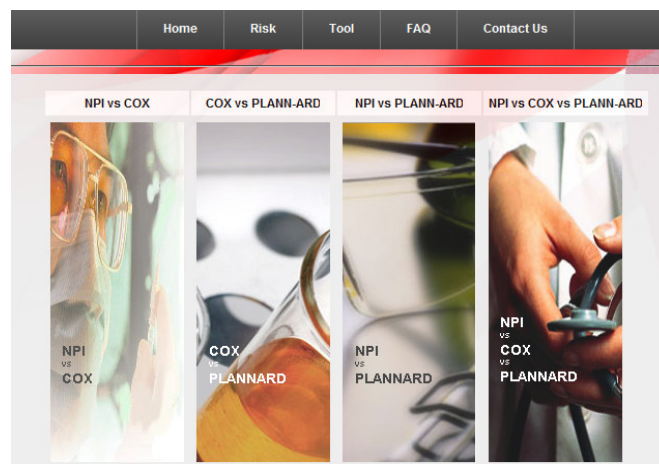 Home Risk Tool FAQ Contact Us
NPI vs COX COX vs PLANN-ARD NPI vs PLANN-ARD NPI vs COX vs PLANN-ARD
NPI
vs
COX
COX
vs
PLANNARD
NPI
vs
PLANNARD
NPI
vs
COX
vs
PLANNARD